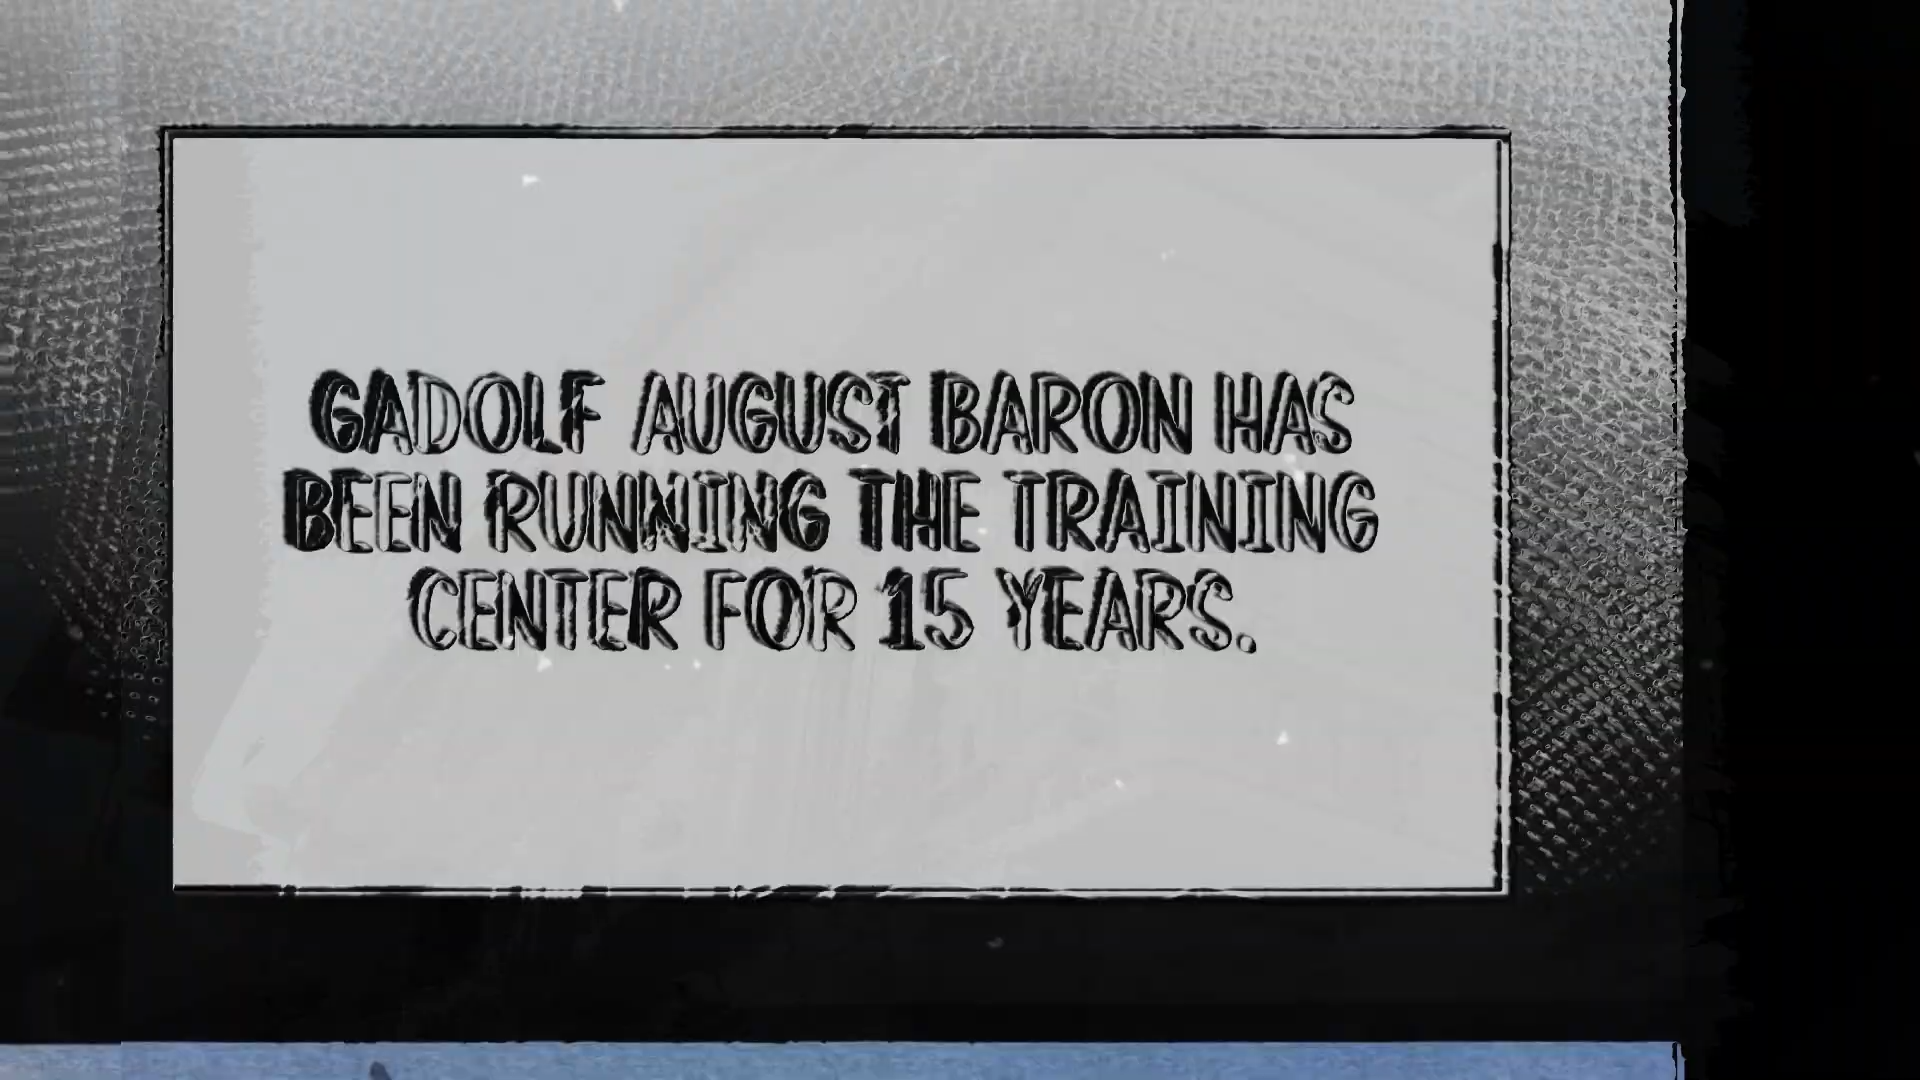 GADOLF AUGUST BARON HAS
BEEN RUNNING THE TRAINING
CENTER FOR 15 YEARS.